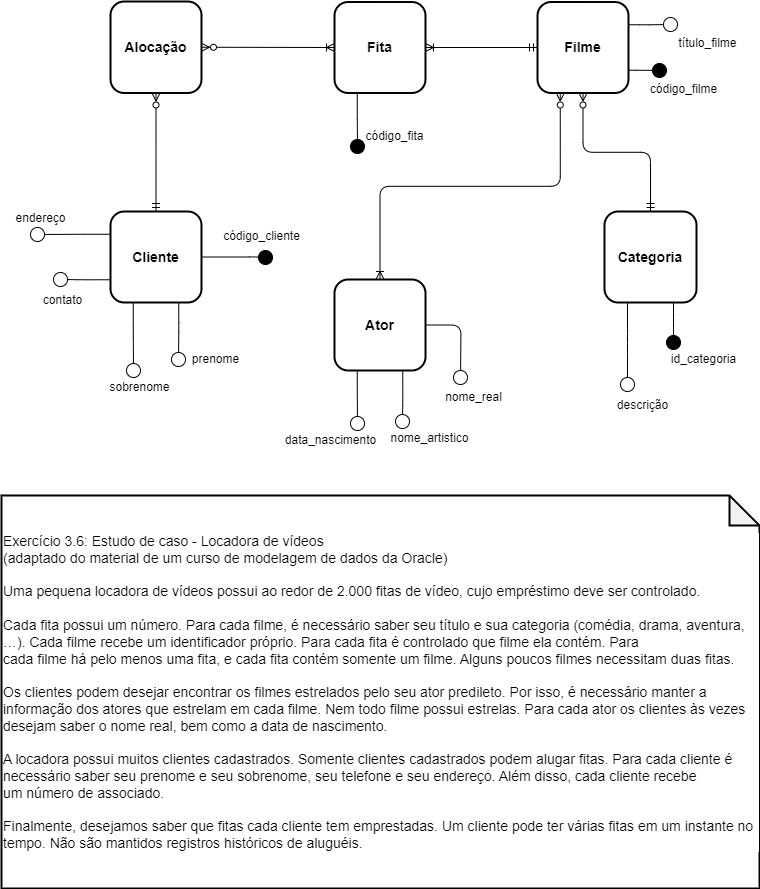 Alocação
Fita
Filme
título_filme
código_filme
código_fita
endereço
código_cliente
Cliente
Categoria
contato
Ator
prenome
sobrenome
id_categoria
nome_real
descrição
data_nascimento
nome_artistico
Exercício 3.6: Estudo de caso - Locadora de vídeos
(adaptado do material de um curso de modelagem de dados da Oracle)
Uma pequena locadora de vídeos possui ao redor de 2.000 fitas de vídeo, cujo empréstimo deve ser controlado.
Cada fita possui um número. Para cada filme, é necessário saber seu título e sua categoria (comédia, drama, aventura,
…). Cada filme recebe um identificador próprio. Para cada fita é controlado que filme ela contém. Para
cada filme há pelo menos uma fita, e cada fita contém somente um filme. Alguns poucos filmes necessitam duas fitas.
Os clientes podem desejar encontrar os filmes estrelados pelo seu ator predileto. Por isso, é necessário manter a
informação dos atores que estrelam em cada filme. Nem todo filme possui estrelas. Para cada ator os clientes às vezes
desejam saber o nome real, bem como a data de nascimento.
A locadora possui muitos clientes cadastrados. Somente clientes cadastrados podem alugar fitas. Para cada cliente é
necessário saber seu prenome e seu sobrenome, seu telefone e seu endereço. Além disso, cada cliente recebe
um número de associado.
Finalmente, desejamos saber que fitas cada cliente tem emprestadas. Um cliente pode ter várias fitas em um instante no
tempo. Não são mantidos registros históricos de aluguéis.